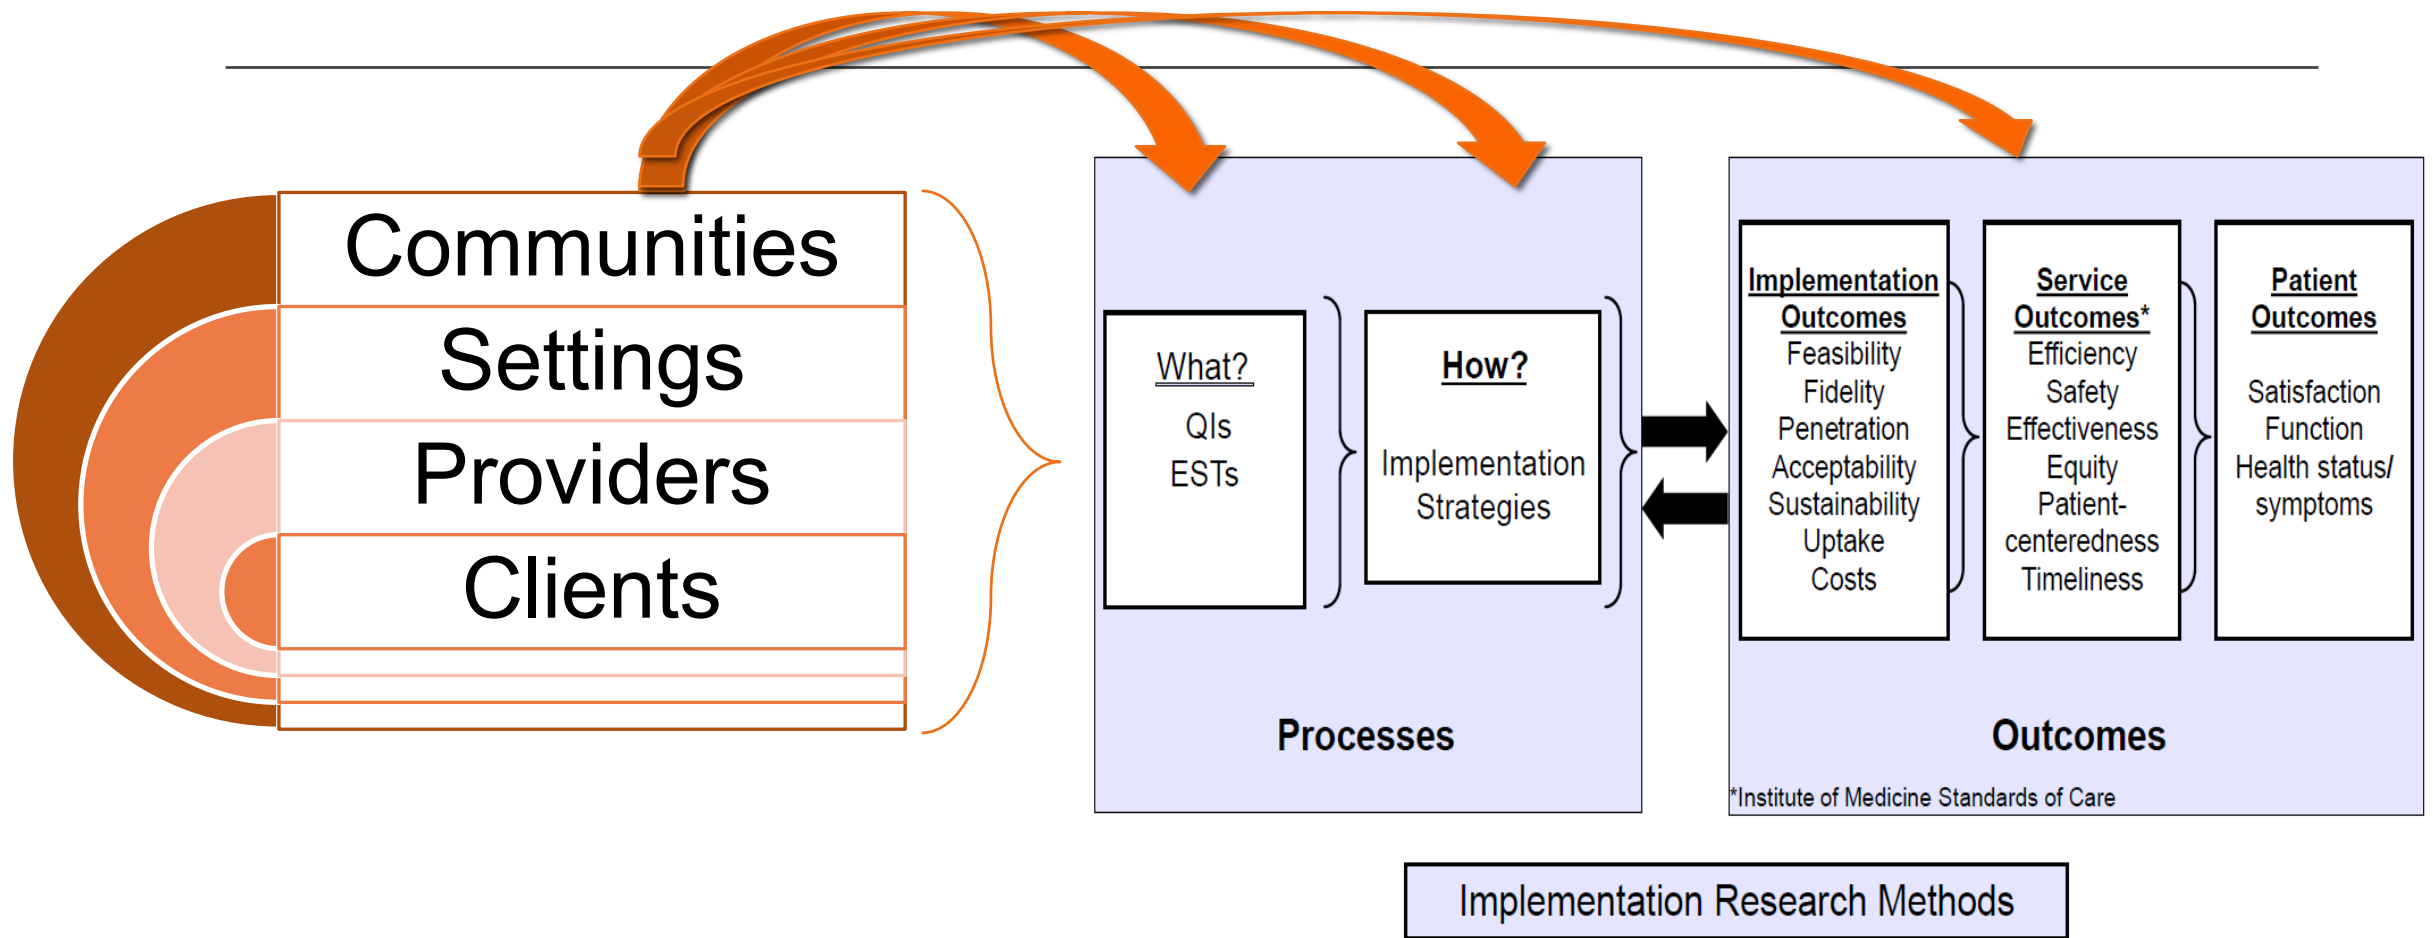 Communities
Settings
Providers
Clients
What?
QIs
ESTs
How?
Implementation
Strategies
Processes
Implementation
Outcomes
Feasibility
Fidelity
Penetration
Acceptability
Sustainability
Uptake
Costs
Service
Outcomes*
Efficiency
Safety
Effectiveness
Equity
Patient-
centeredness
Timeliness
Patient
Outcomes
Satisfaction
Function
Health status/
symptoms
Outcomes
*Institute of Medicine Standards of Care
Implementation Research Methods